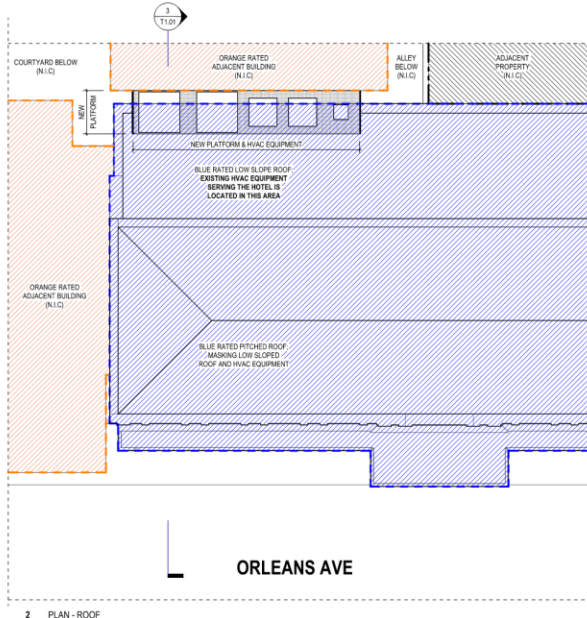 3
T1.01
COURTYARD BELOW
(N.I.C)
ORANGE RATED
ADJACENT BUILDING
(N.I.C)
ALLEY
BELOW
(N.I.C)
ADJACENT
PROPERTY
(N.I.C)
NEW
PLATFORM
NEW PLATFORM & HVAC EQUIPMENT
BLUE RATED LOW SLOPE ROOF:
EXISTING HVAC EQUIPMENT
SERVING THE HOTEL IS
LOCATED IN THIS AREA
ORANGE RATED
ADJACENT BUILDING
(N.I.C)
BLUE RATED PITCHED ROOF:
MASKING LOW SLOPED
ROOF AND HVAC EQUIPMENT
ORLEANS AVE
2 PLAN - ROOF